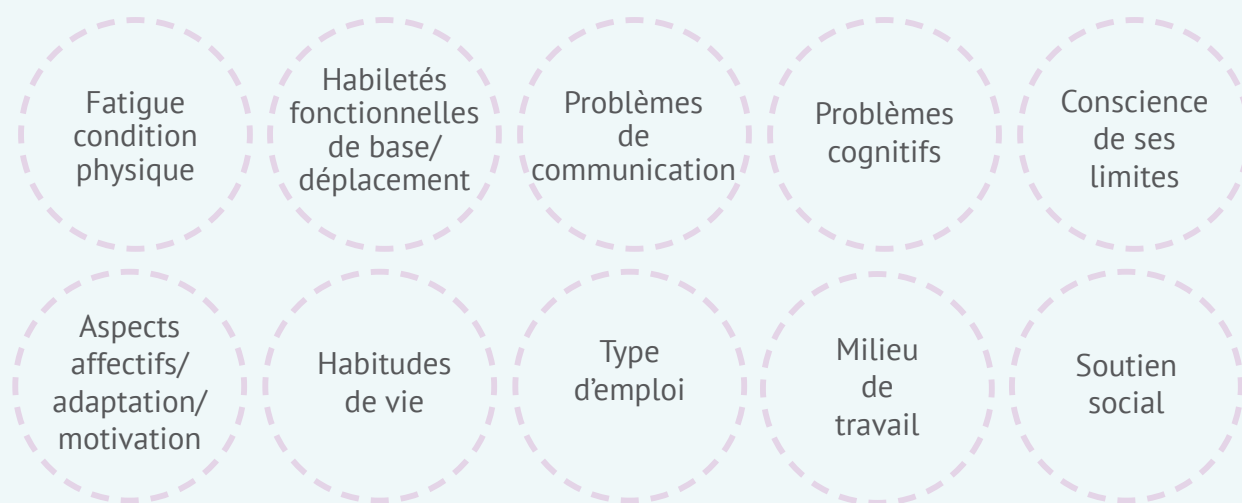 Fatigue
condition
physique
Habiletés
fonctionnelles
de base/
déplacement
Problèmes
de
communication
Problèmes
cognitifs
Conscience
de ses
limites
Aspects
affectifs/
adaptation/
motivation
Habitudes
de vie
Type
d’emploi
Milieu
de
travail
Soutien
social